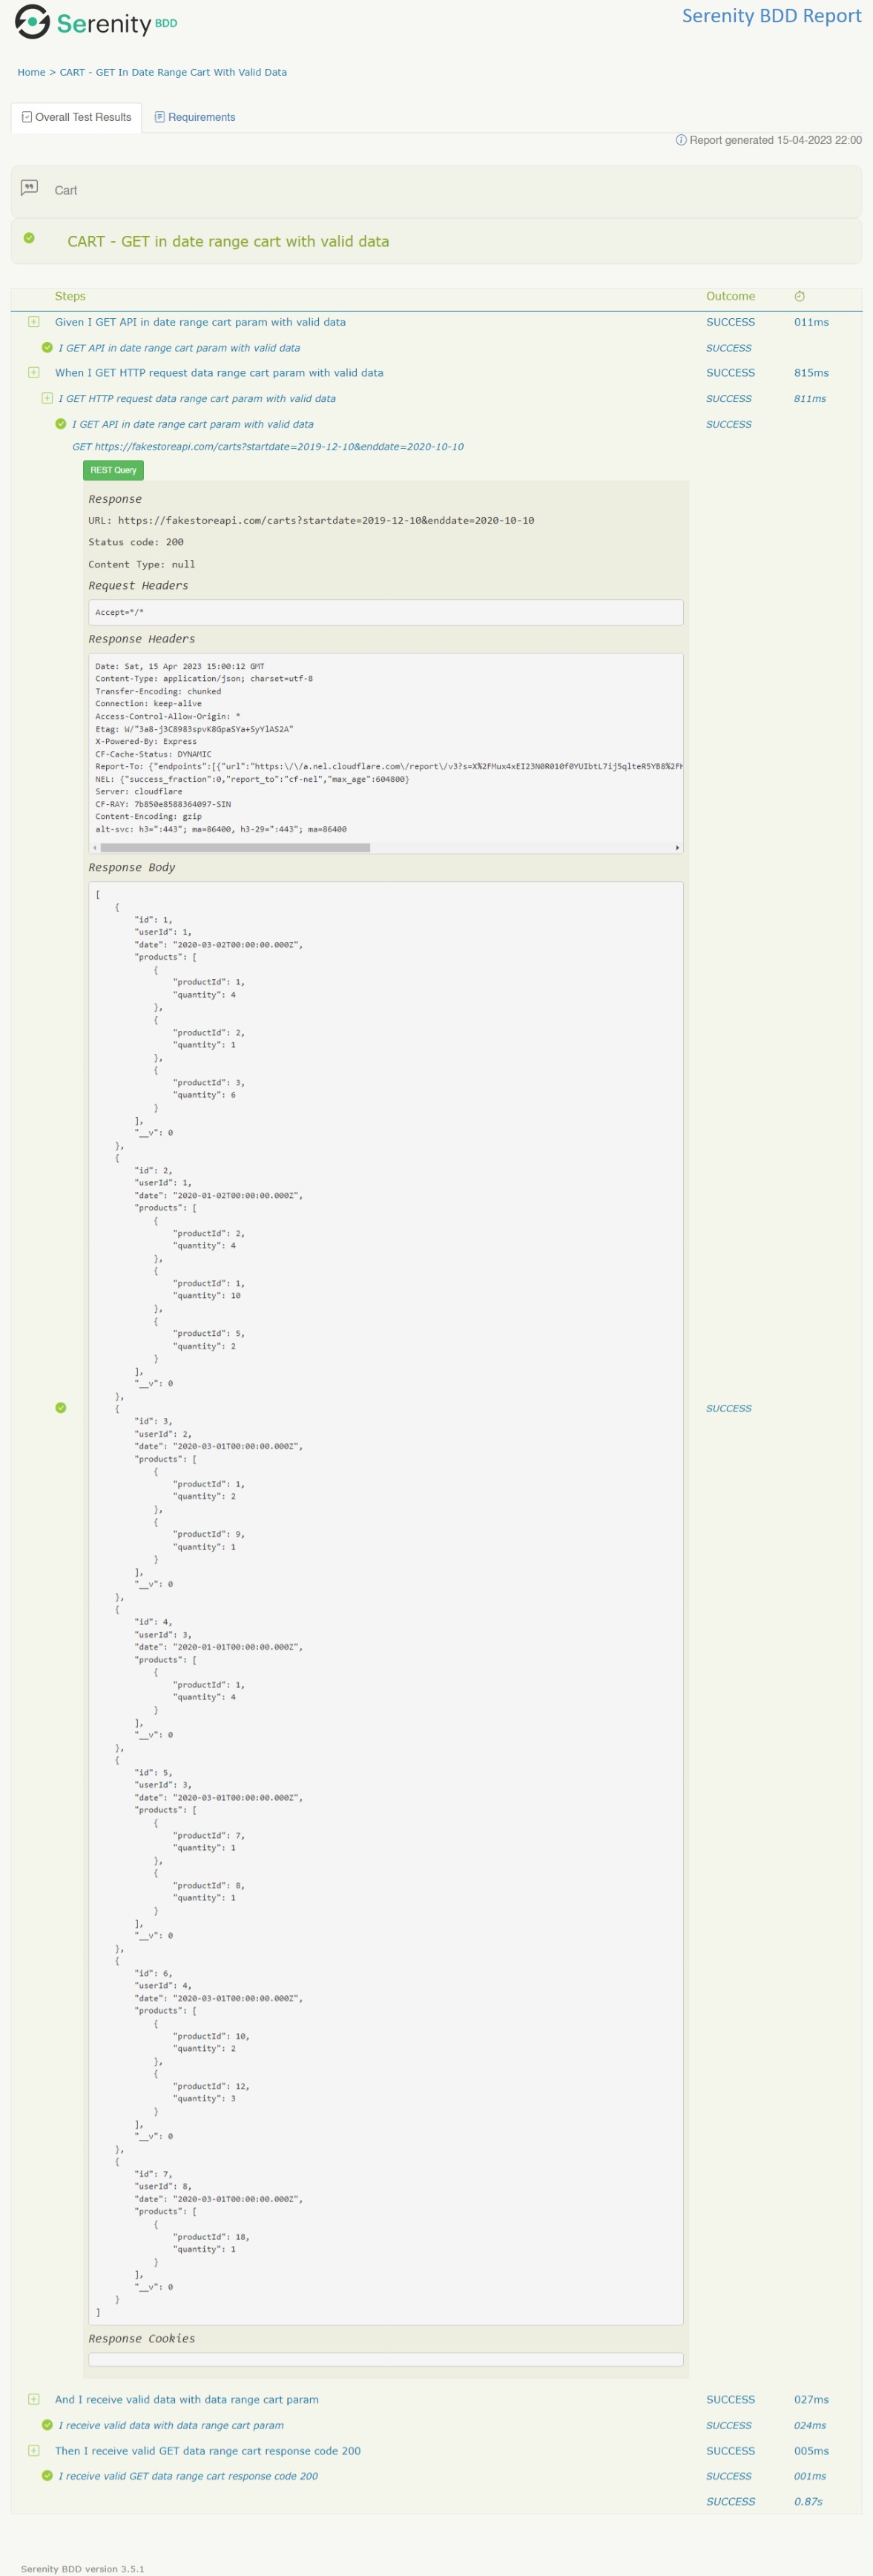 Serenity BDD
Serenity BDD Report
Home > CART - GET In Date Range Cart With Valid Data
Overall Test Results
Requirements
Report generated 15-04-2023 22:00
Cart
CART - GET in date range cart with valid data
Steps Outcome
Given I GET API in date range cart param with valid data SUCCESS 011ms
I GET API in date range cart param with valid data SUCCESS
When I GET HTTP request data range cart param with valid data SUCCESS 815ms
I GET HTTP request data range cart param with valid data SUCCESS 811ms
I GET API in date range cart param with valid data SUCCESS
GET https://fakestoreapi.com/carts?startdate=2019-12-10&enddate=2020-10-10
REST Query
Response
URL: https://fakestoreapi.com/carts?startdate=2019-12-10&enddate=2020-10-10
Status code: 200
Content Type: null
Request Headers
Accept=*/*
Response Headers
Date: Sat, 15 Apr 2023 15:00:12 GMT
Content-Type: application/json; charset=utf-8
Transfer-Encoding: chunked
Connection: keep-alive
Access-Control-Allow-Origin: *
Etag: W/"3a8-j3C8983spvK8GpaSYa+SyYlAS2A"
X-Powered-By: Express
CF-Cache-Status: DYNAMIC
Report-To: {"endpoints":[{"url":"https:\/\/a.nel.cloudflare.com\/report\/v3?s=X%2FMux4xEI23N0R010f0YUIbtL7ij5qlteR5YB8%2FH
NEL: {"success_fraction":0,"report_to":"cf-nel","max_age":604800}
Server: cloudflare
CF-RAY: 7b850e8588364097-SIN
Content-Encoding: gzip
alt-svc: h3=":443"; ma=86400, h3-29=":443"; ma=86400
Response Body
[
{
"id": 1,
"userId": 1,
"date": "2020-03-02T00:00:00.000Z",
"products": [
{
"productId": 1,
"quantity": 4
},
{
"productId": 2,
"quantity": 1
},
{
"productId": 3,
"quantity": 6
}
],
"__v": 0
},
{
"id": 2,
"userId": 1,
"date": "2020-01-02T00:00:00.000Z",
"products": [
{
"productId": 2,
"quantity": 4
},
{
"productId": 1,
"quantity": 10
},
{
"productId": 5,
"quantity": 2
}
],
"__v": 0
},
{
SUCCESS
"id": 3,
"userId": 2,
"date": "2020-03-01T00:00:00.000Z",
"products": [
{
"productId": 1,
"quantity": 2
},
{
"productId": 9,
"quantity": 1
}
],
"__v": 0
},
{
"id": 4,
"userId": 3,
"date": "2020-01-01T00:00:00.000Z",
"products": [
{
"productId": 1,
"quantity": 4
}
],
"__v": 0
},
{
"id": 5,
"userId": 3,
"date": "2020-03-01T00:00:00.000Z",
"products": [
{
"productId": 7,
"quantity": 1
},
{
"productId": 8,
"quantity": 1
}
],
"__v": 0
},
{
"id": 6,
"userId": 4,
"date": "2020-03-01T00:00:00.000Z",
"products": [
{
"productId": 10,
"quantity": 2
},
{
"productId": 12,
"quantity": 3
}
],
"__v": 0
},
{
"id": 7,
"userId": 8,
"date": "2020-03-01T00:00:00.000Z",
"products": [
{
"productId": 18,
"quantity": 1
}
],
"__v": 0
}
]
Response Cookies
And I receive valid data with data range cart param SUCCESS 027ms
I receive valid data with data range cart param SUCCESS 024ms
Then I receive valid GET data range cart response code 200 SUCCESS 005ms
I receive valid GET data range cart response code 200 SUCCESS 001ms
SUCCESS 0.87s
Serenity BDD version 3.5.1